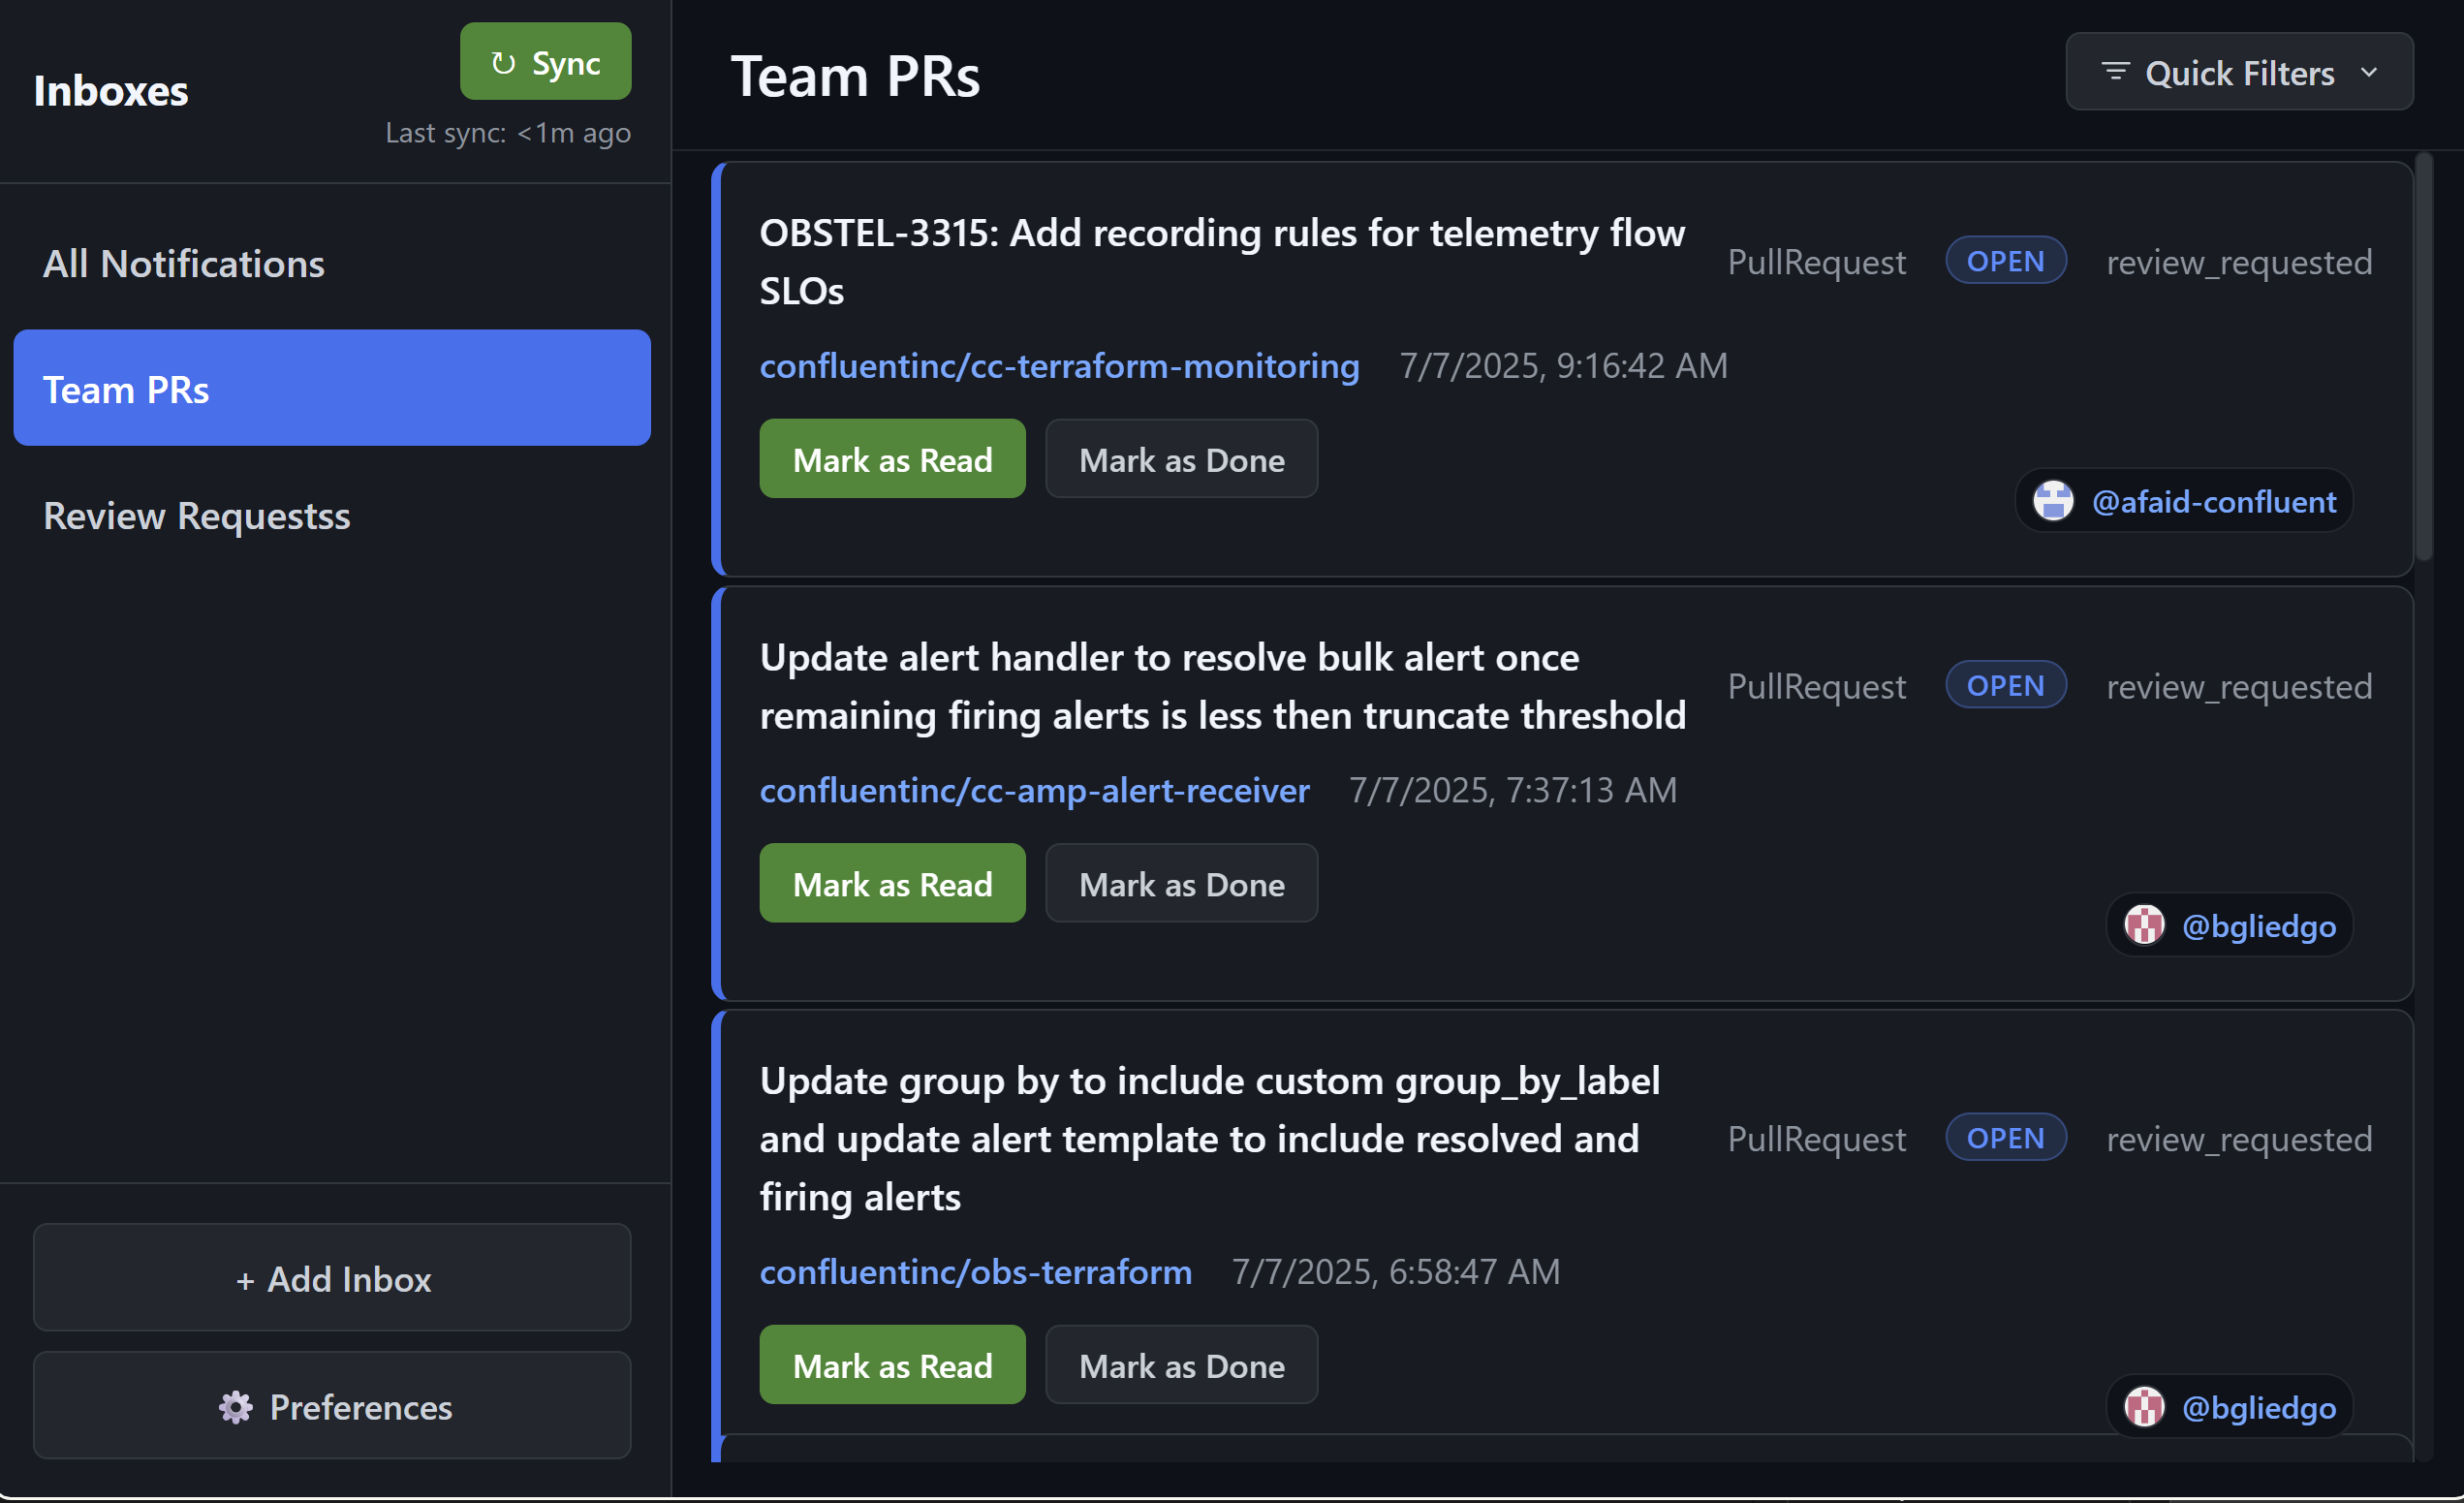 Inboxes
↻ Sync
Last sync: <1m ago
All Notifications
Team PRs
Review Requestss
+ Add Inbox
Preferences
Team PRs
Quick Filters
OBSTEL-3315: Add recording rules for telemetry flow
SLOs
PullRequest OPEN review_requested
confluentinc/cc-terraform-monitoring 7/7/2025, 9:16:42 AM
Mark as Read Mark as Done
@afaid-confluent
Update alert handler to resolve bulk alert once
remaining firing alerts is less then truncate threshold
PullRequest OPEN review_requested
confluentinc/cc-amp-alert-receiver 7/7/2025, 7:37:13 AM
Mark as Read Mark as Done
@bgliedgo
Update group by to include custom group_by_label
and update alert template to include resolved and
firing alerts
PullRequest OPEN review_requested
confluentinc/obs-terraform 7/7/2025, 6:58:47 AM
Mark as Read Mark as Done
@bgliedgo